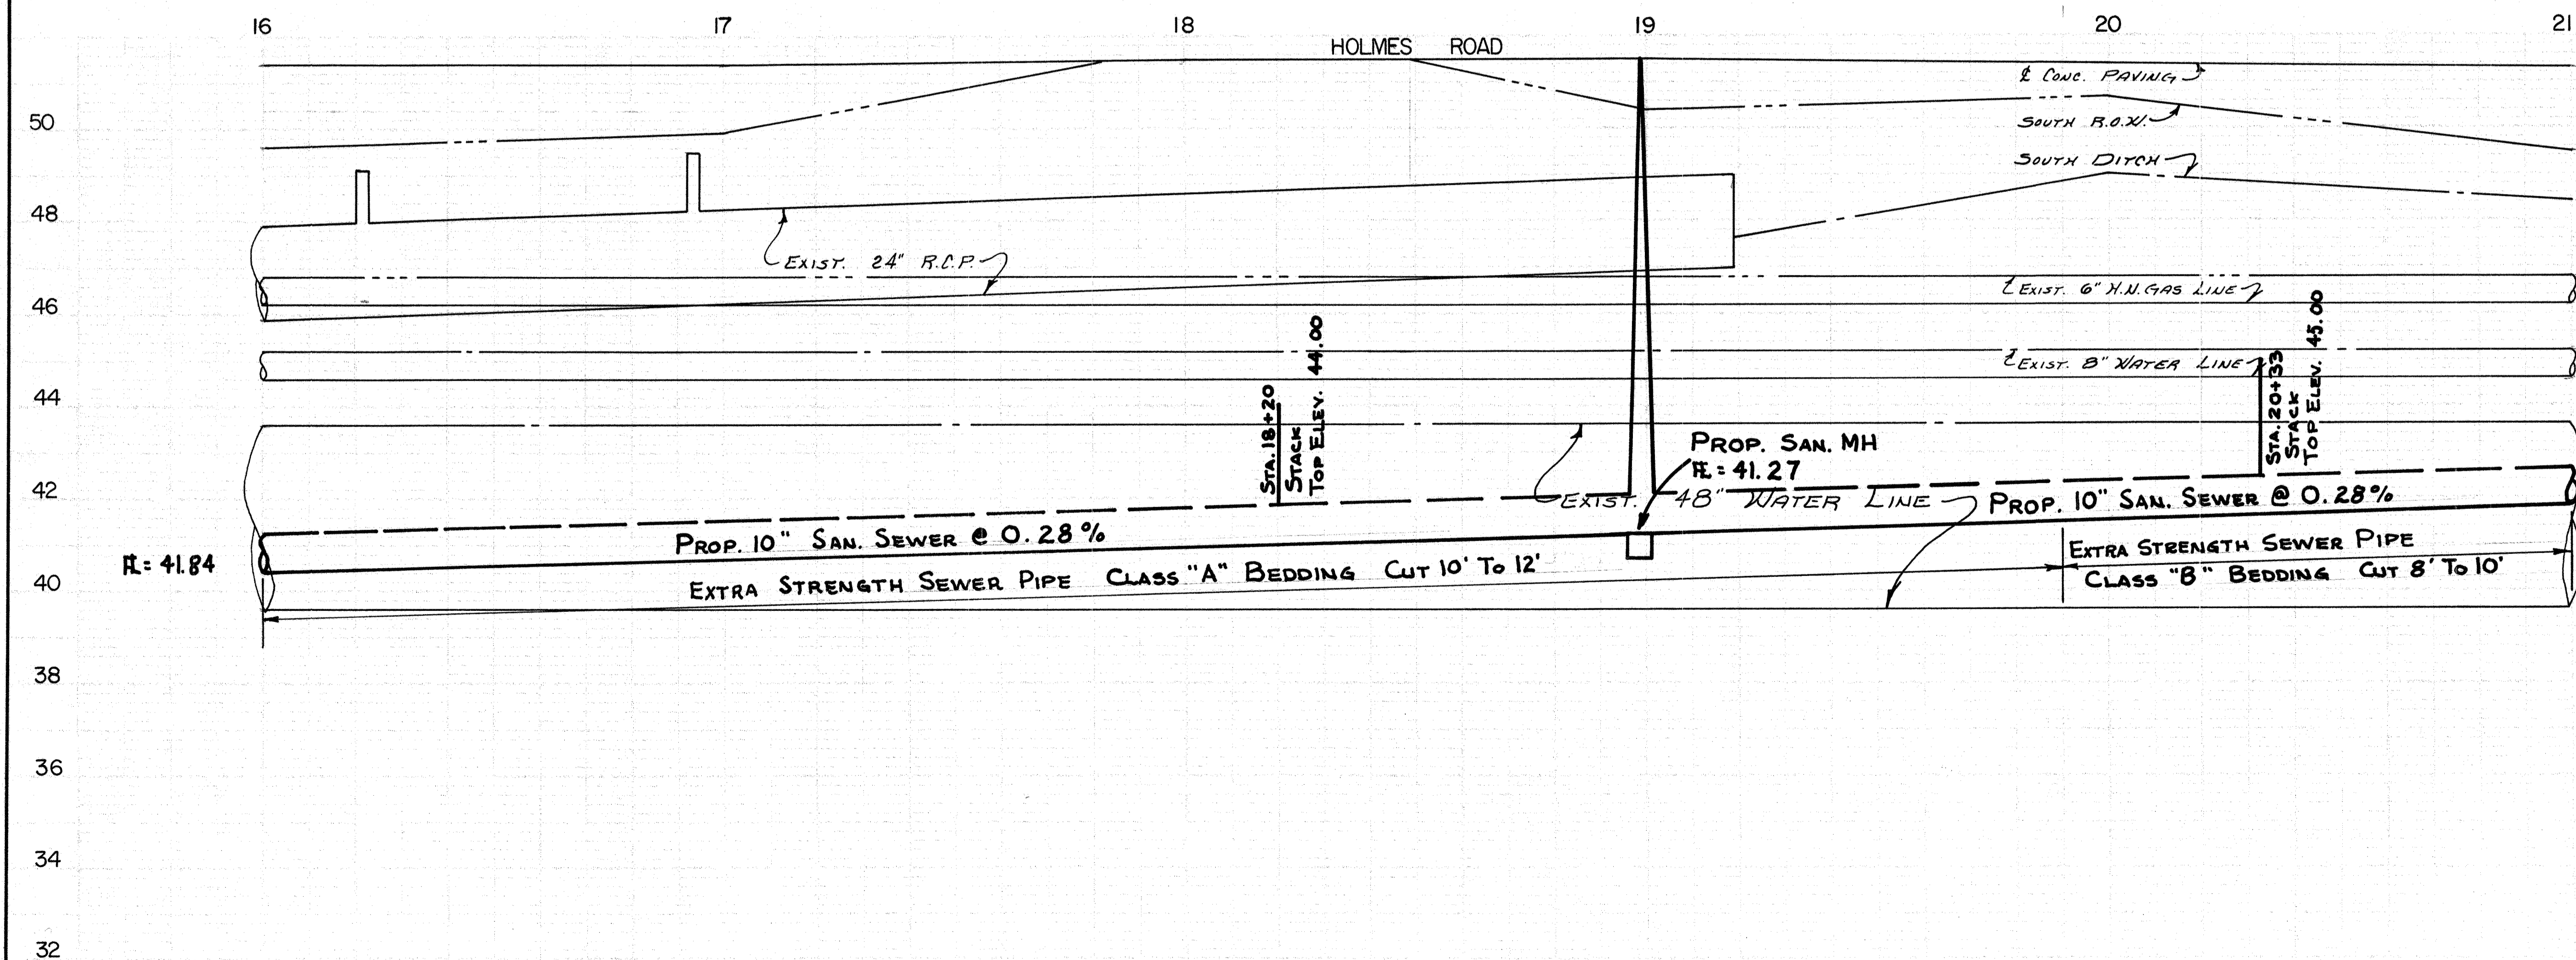 16 17 18 19 20 21
HOLMES ROAD
℄ CONC. PAVING
50
SOUTH R.O.W.
SOUTH DITCH
48
EXIST. 24" R.C.P.
46
℄ EXIST. 6" H.N. GAS LINE
STA. 18+20
STACK
TOP ELEV. 44.00
℄ EXIST. 8" WATER LINE
STA. 20+33
STACK
TOP ELEV. 45.00
44
PROP. SAN. MH
FL = 41.27
42
EXIST. 48" WATER LINE
PROP. 10" SAN. SEWER @ 0.28%
PROP. 10" SAN. SEWER @ 0.28%
FL = 41.84
EXTRA STRENGTH SEWER PIPE
CLASS "B" BEDDING CUT 8' TO 10'
40
EXTRA STRENGTH SEWER PIPE CLASS "A" BEDDING CUT 10' TO 12'
38
36
34
32